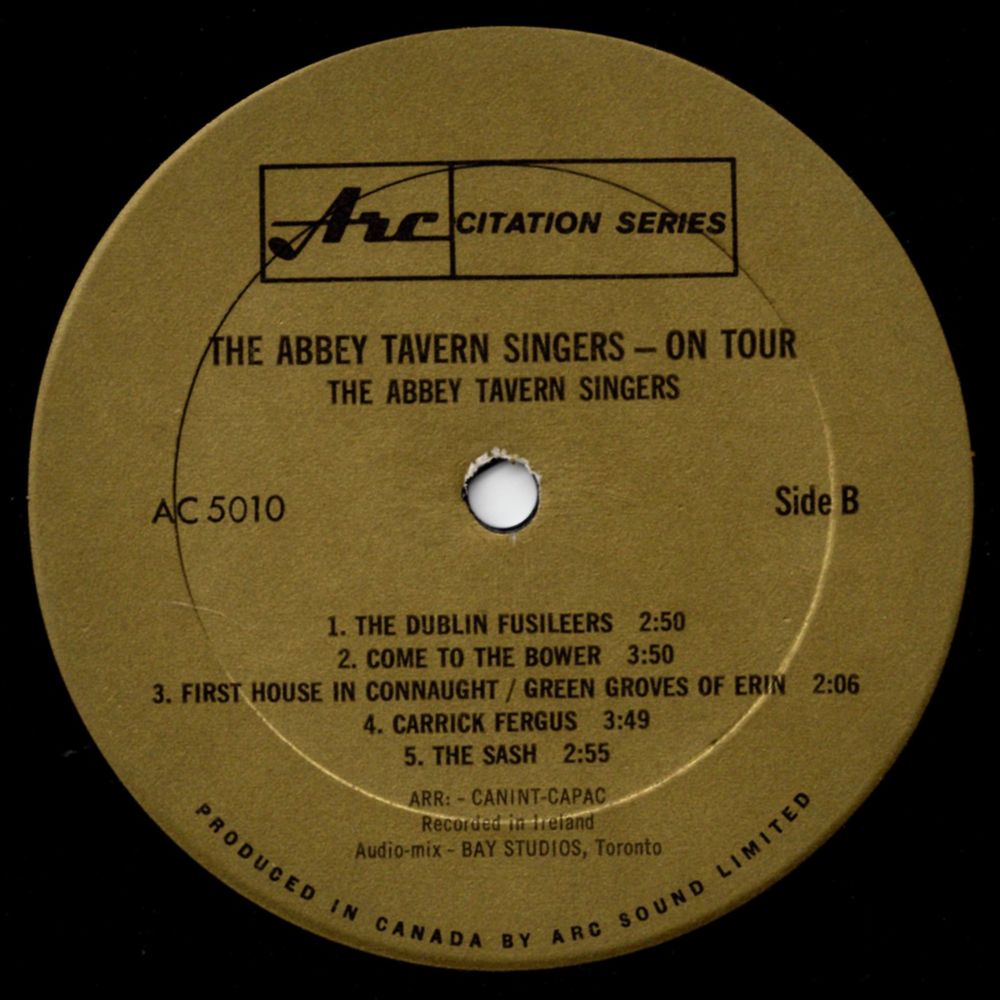 Arc CITATION SERIES
THE ABBEY TAVERN SINGERS – ON TOUR
THE ABBEY TAVERN SINGERS
AC 5010 Side B
1. THE DUBLIN FUSILEERS 2:50
2. COME TO THE BOWER 3:50
3. FIRST HOUSE IN CONNAUGHT / GREEN GROVES OF ERIN 2:06
4. CARRICK FERGUS 3:49
5. THE SASH 2:55
ARR: - CANINT-CAPAC
Recorded in Ireland
Audio-mix - BAY STUDIOS, Toronto
PRODUCED IN CANADA BY ARC SOUND LIMITED